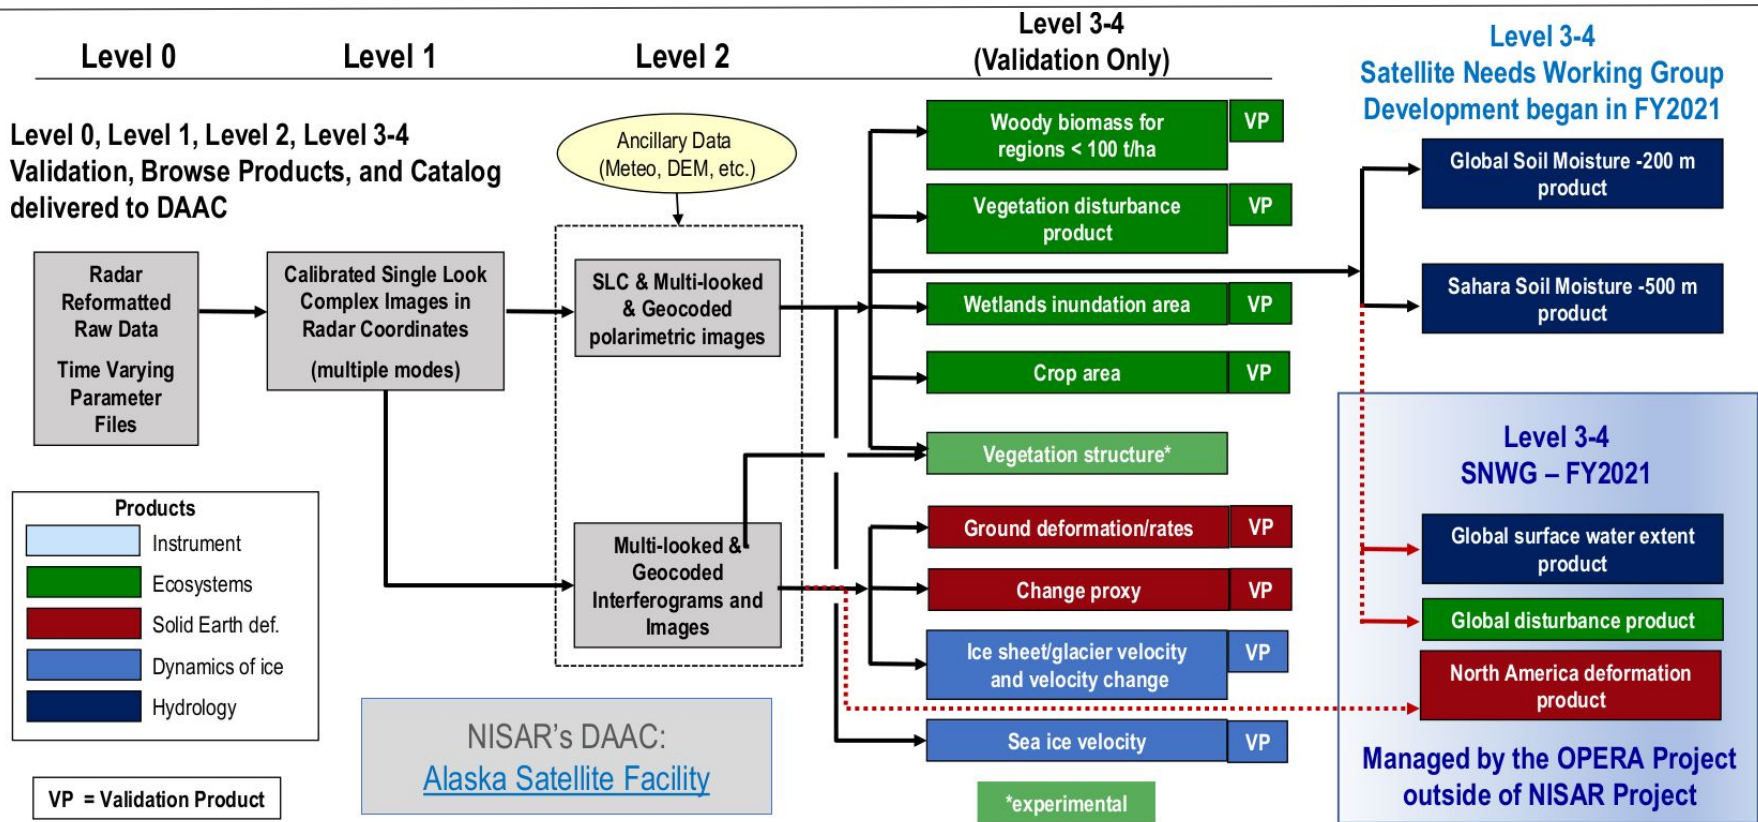 Level 0
Level 1
Level 2
Level 3-4
(Validation Only)
Level 3-4
Satellite Needs Working Group
Development began in FY2021
Level 0, Level 1, Level 2, Level 3-4
Validation, Browse Products, and Catalog
delivered to DAAC
Ancillary Data
(Meteo, DEM, etc.)
Radar
Reformatted
Raw Data
Time Varying
Parameter
Files
Calibrated Single Look
Complex Images in
Radar Coordinates
(multiple modes)
SLC & Multi-looked
& Geocoded
polarimetric images
Multi-looked &
Geocoded
Interferograms and
Images
Woody biomass for
regions < 100 t/ha
VP
Vegetation disturbance
product
VP
Wetlands inundation area
VP
Crop area
VP
Vegetation structure*
Ground deformation/rates
VP
Change proxy
VP
Ice sheet/glacier velocity
and velocity change
VP
Sea ice velocity
VP
*experimental
Global Soil Moisture -200 m
product
Sahara Soil Moisture -500 m
product
Level 3-4
SNWG – FY2021
Global surface water extent
product
Global disturbance product
North America deformation
product
Managed by the OPERA Project
outside of NISAR Project
Products
Instrument
Ecosystems
Solid Earth def.
Dynamics of ice
Hydrology
VP = Validation Product
NISAR's DAAC:
Alaska Satellite Facility